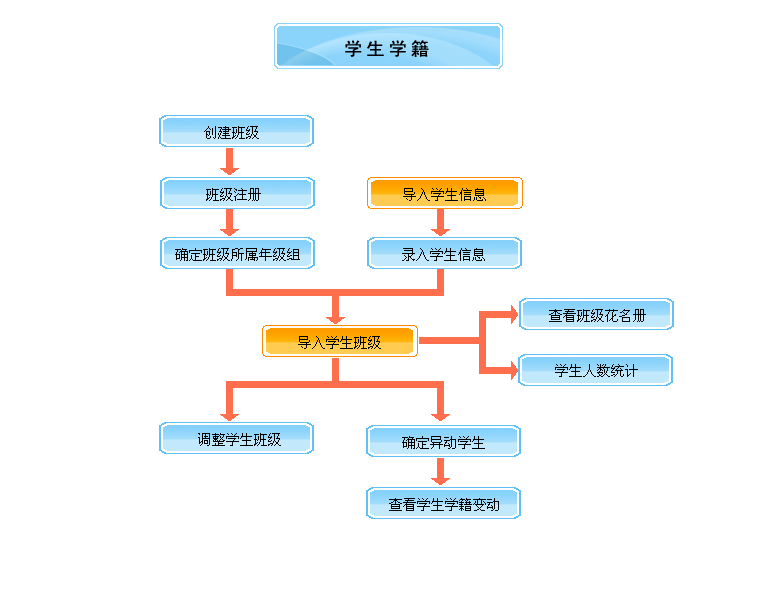 学生学籍
创建班级
班级注册
导入学生信息
确定班级所属年级组
录入学生信息
查看班级花名册
导入学生班级
学生人数统计
调整学生班级
确定异动学生
查看学生学籍变动